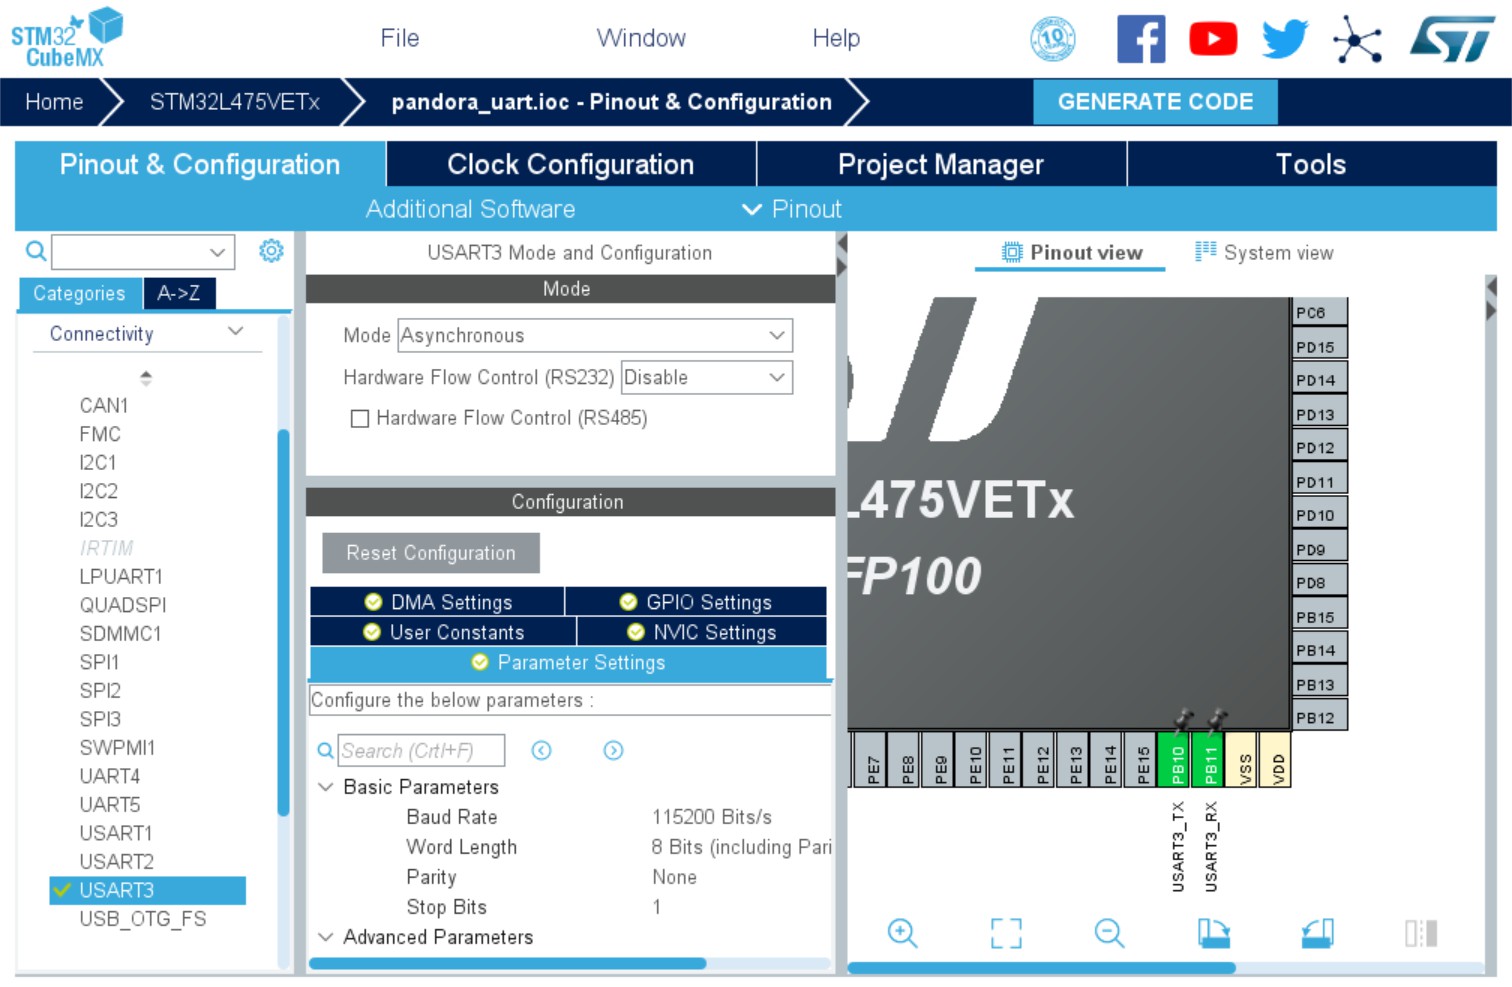 STM32
CubeMX
File
Window
Help
10
Home
STM32L475VETx
pandora_uart.ioc - Pinout & Configuration
GENERATE CODE
Pinout & Configuration
Clock Configuration
Project Manager
Tools
Additional Software
Pinout
Categories
A->Z
Connectivity
CAN1
FMC
I2C1
I2C2
I2C3
IRTIM
LPUART1
QUADSPI
SDMMC1
SPI1
SPI2
SPI3
SWPMI1
UART4
UART5
USART1
USART2
USART3
USB_OTG_FS
USART3 Mode and Configuration
Mode
Mode Asynchronous
Hardware Flow Control (RS232) Disable
Hardware Flow Control (RS485)
Configuration
Reset Configuration
DMA Settings
GPIO Settings
User Constants
NVIC Settings
Parameter Settings
Configure the below parameters :
Search (Crtl+F)
Basic Parameters
Baud Rate 115200 Bits/s
Word Length 8 Bits (including Pari
Parity None
Stop Bits 1
Advanced Parameters
Pinout view
System view
L475VETx
FP100
PC6
PD15
PD14
PD13
PD12
PD11
PD10
PD9
PD8
PB15
PB14
PB13
PB12
PE7
PE8
PE9
PE10
PE11
PE12
PE13
PE14
PE15
PB10
PB11
VSS
VDD
USART3_TX
USART3_RX